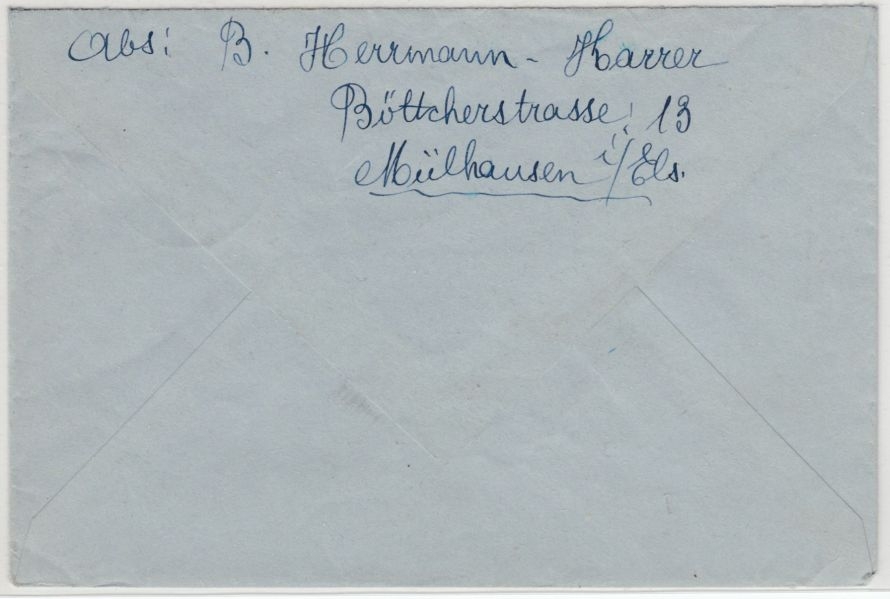 Abs: B. Herrmann - Harrer
Böttcherstrasse 13
Mülhausen i/Els.